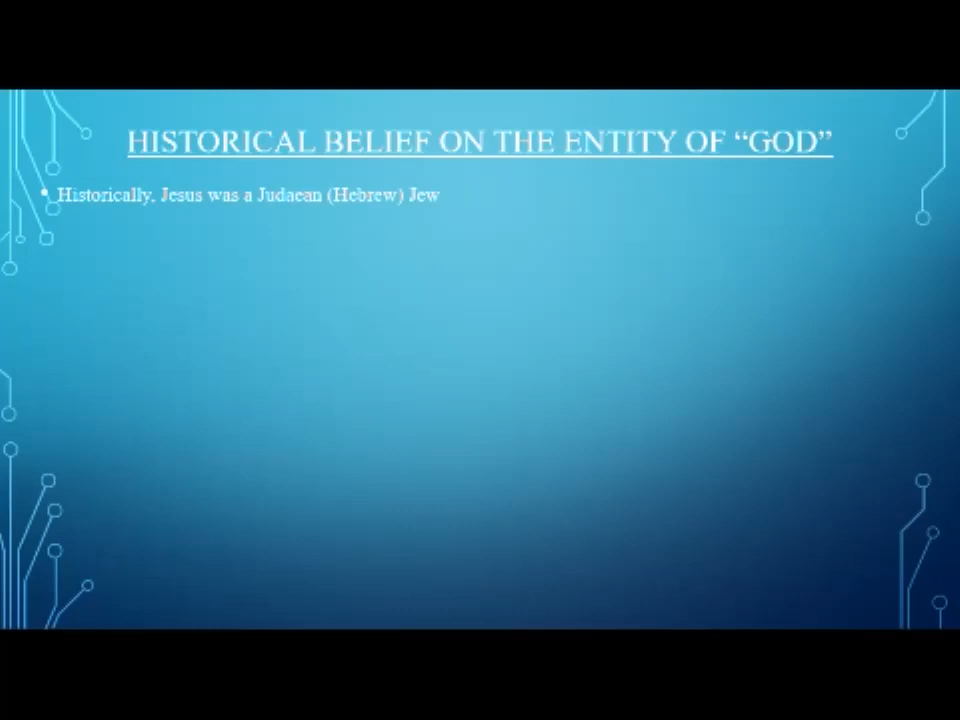 HISTORICAL BELIEF ON THE ENTITY OF “GOD”
• Historically, Jesus was a Judaean (Hebrew) Jew